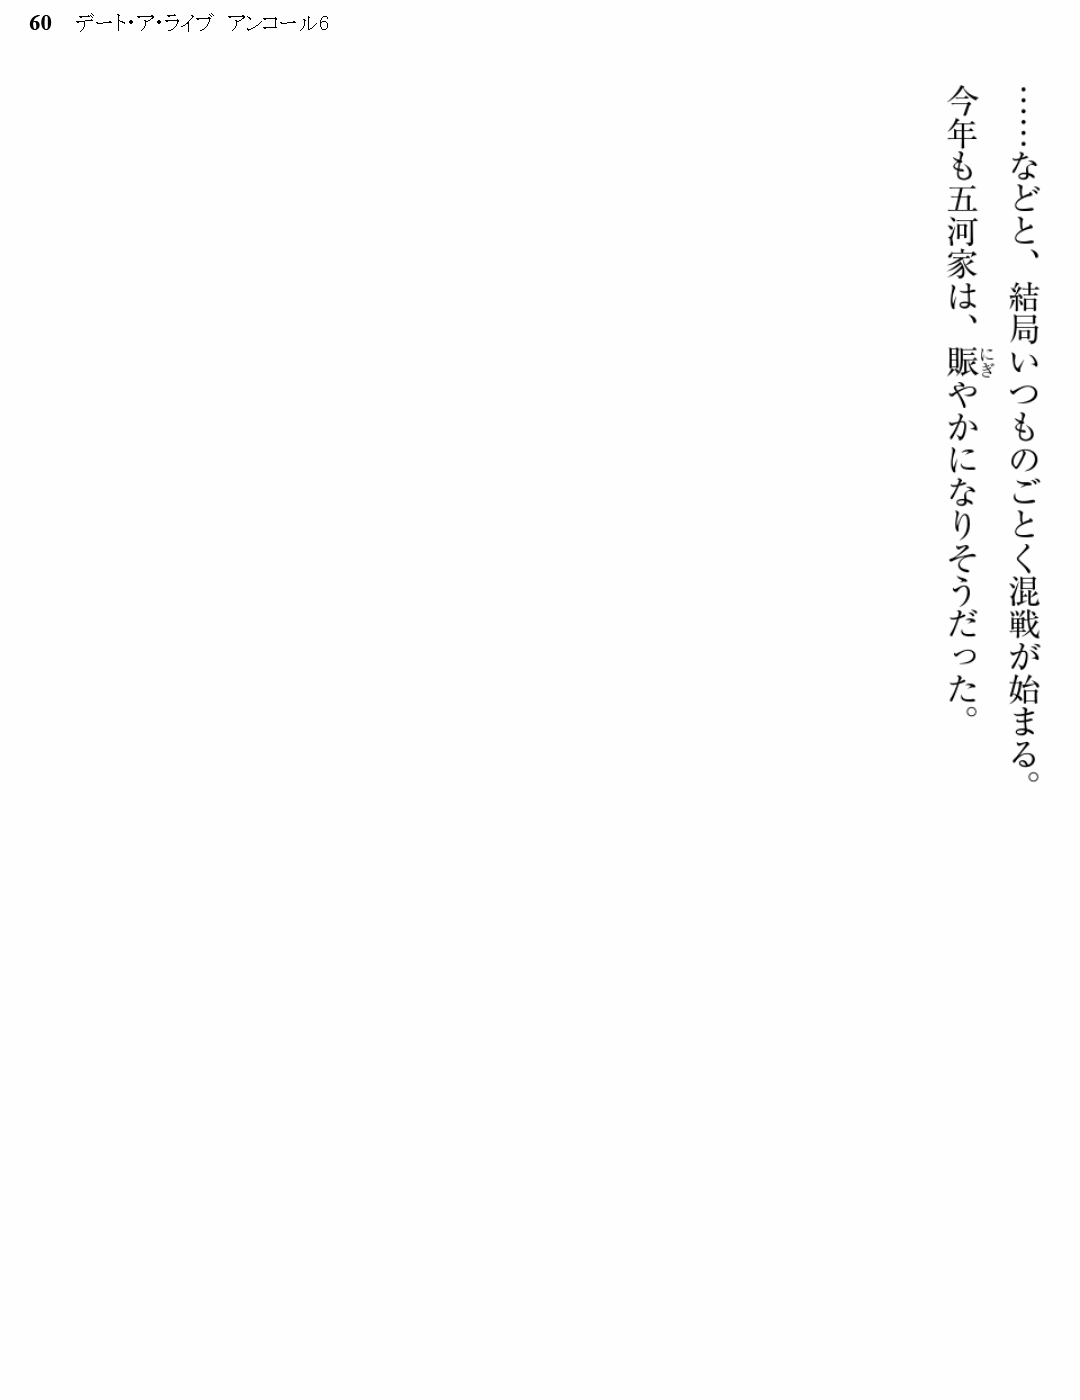 60 デート・ア・ライブ アンコール6
……などと、結局いつものごとく混戦が始まる。
今年も五河家は、賑やかになりそうだった。
にぎ